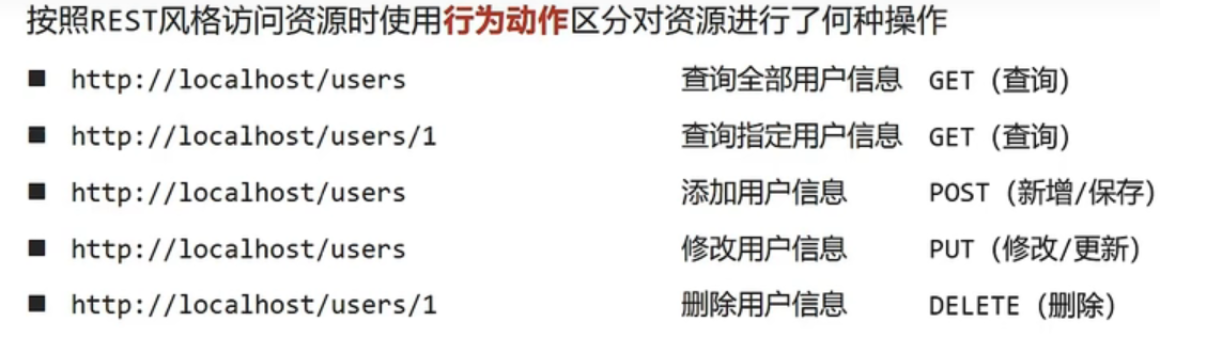 按照REST风格访问资源时使用行为动作区分对资源进行了何种操作
■ http://localhost/users 查询全部用户信息 GET (查询)
■ http://localhost/users/1 查询指定用户信息 GET (查询)
■ http://localhost/users 添加用户信息 POST (新增/保存)
■ http://localhost/users 修改用户信息 PUT (修改/更新)
■ http://localhost/users/1 删除用户信息 DELETE (删除)